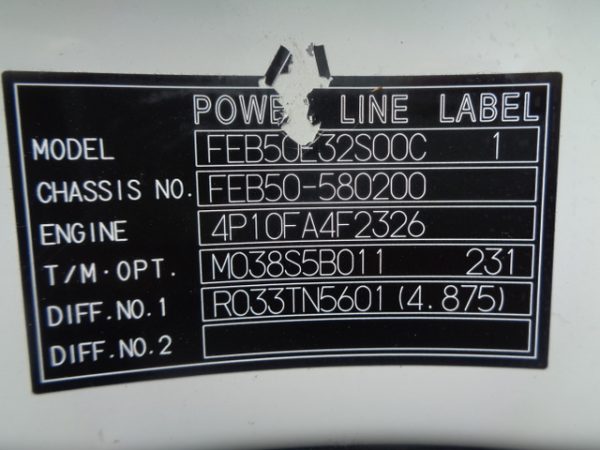 POWER LINE LABEL
MODEL FEB50E32S00C 1
CHASSIS NO. FEB50-580200
ENGINE 4P10FA4F2326
T/M·OPT. M038S5B011 231
DIFF.NO.1 R033TN5601(4.875)
DIFF.NO.2